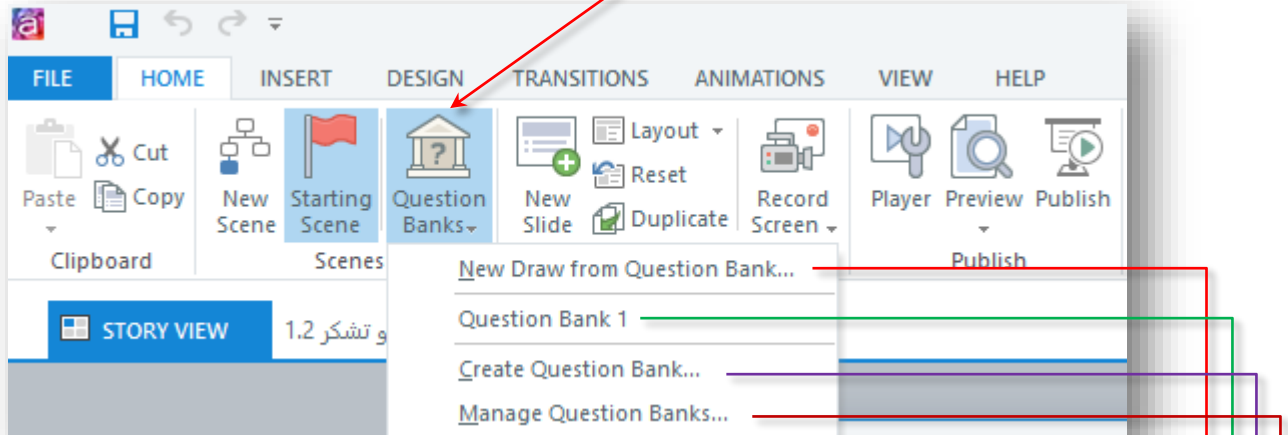 FILE HOME INSERT DESIGN TRANSITIONS ANIMATIONS VIEW HELP
Paste
Cut
Copy
Clipboard
New Scene
Starting Scene
Question Banks
Scenes
New Slide
Layout
Reset
Duplicate
Record Screen
Player
Preview
Publish
Publish
New Draw from Question Bank...
Question Bank 1
Create Question Bank...
Manage Question Banks...
STORY VIEW
و تشکر 1.2